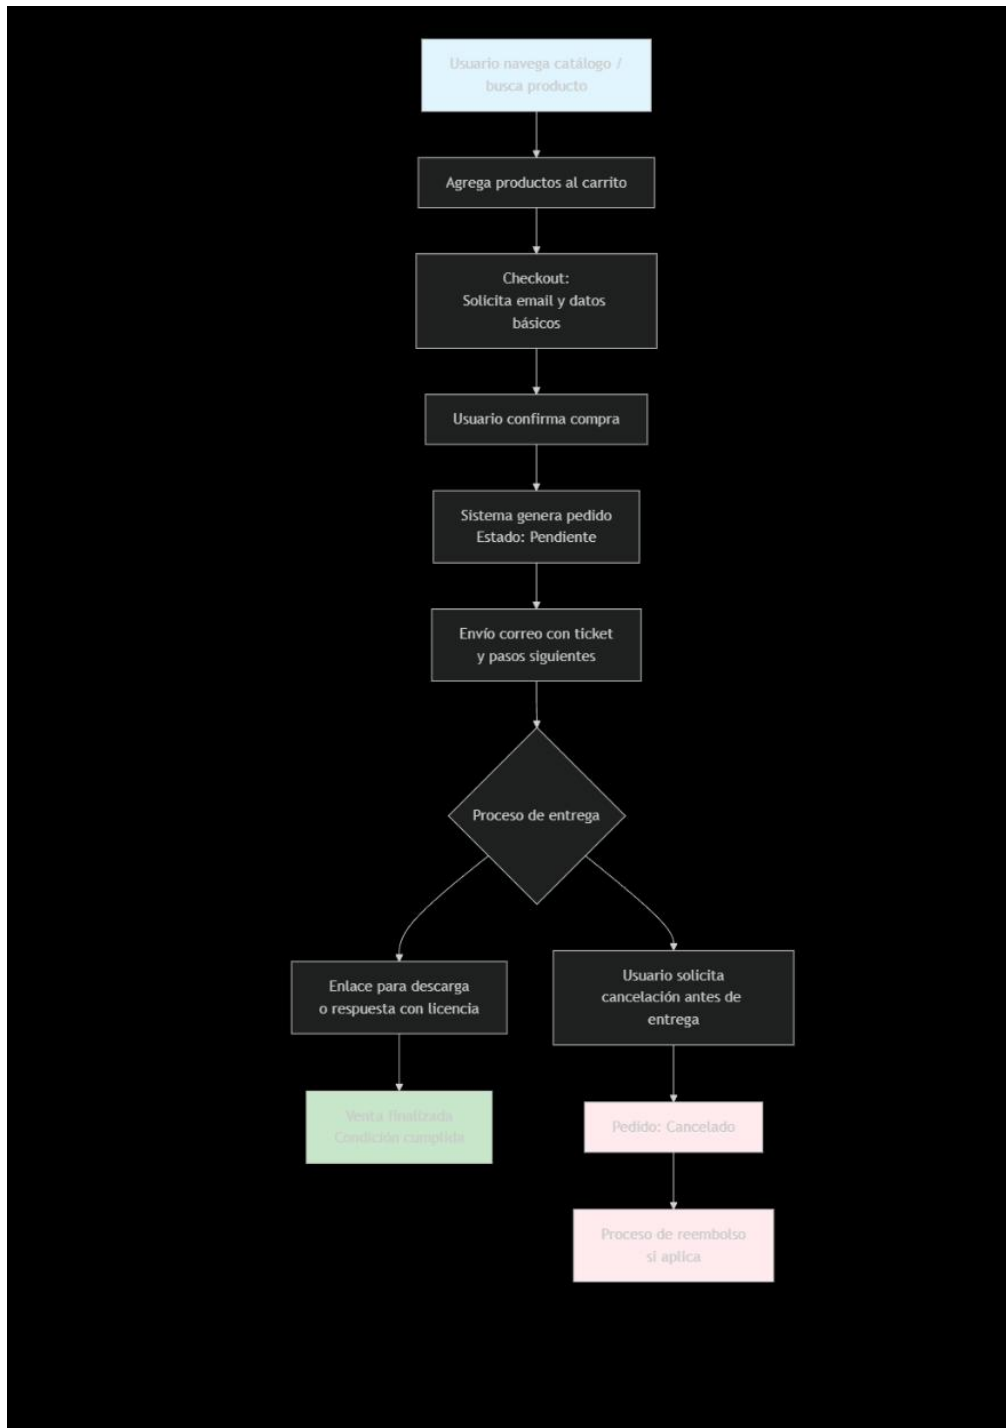 Usuario navega catálogo /
busca producto
Agrega productos al carrito
Checkout:
Solicita email y datos
básicos
Usuario confirma compra
Sistema genera pedido
Estado: Pendiente
Envío correo con ticket
y pasos siguientes
Proceso de entrega
Enlace para descarga
o respuesta con licencia
Usuario solicita
cancelación antes de
entrega
Venta finalizada
Condición cumplida
Pedido: Cancelado
Proceso de reembolso
si aplica